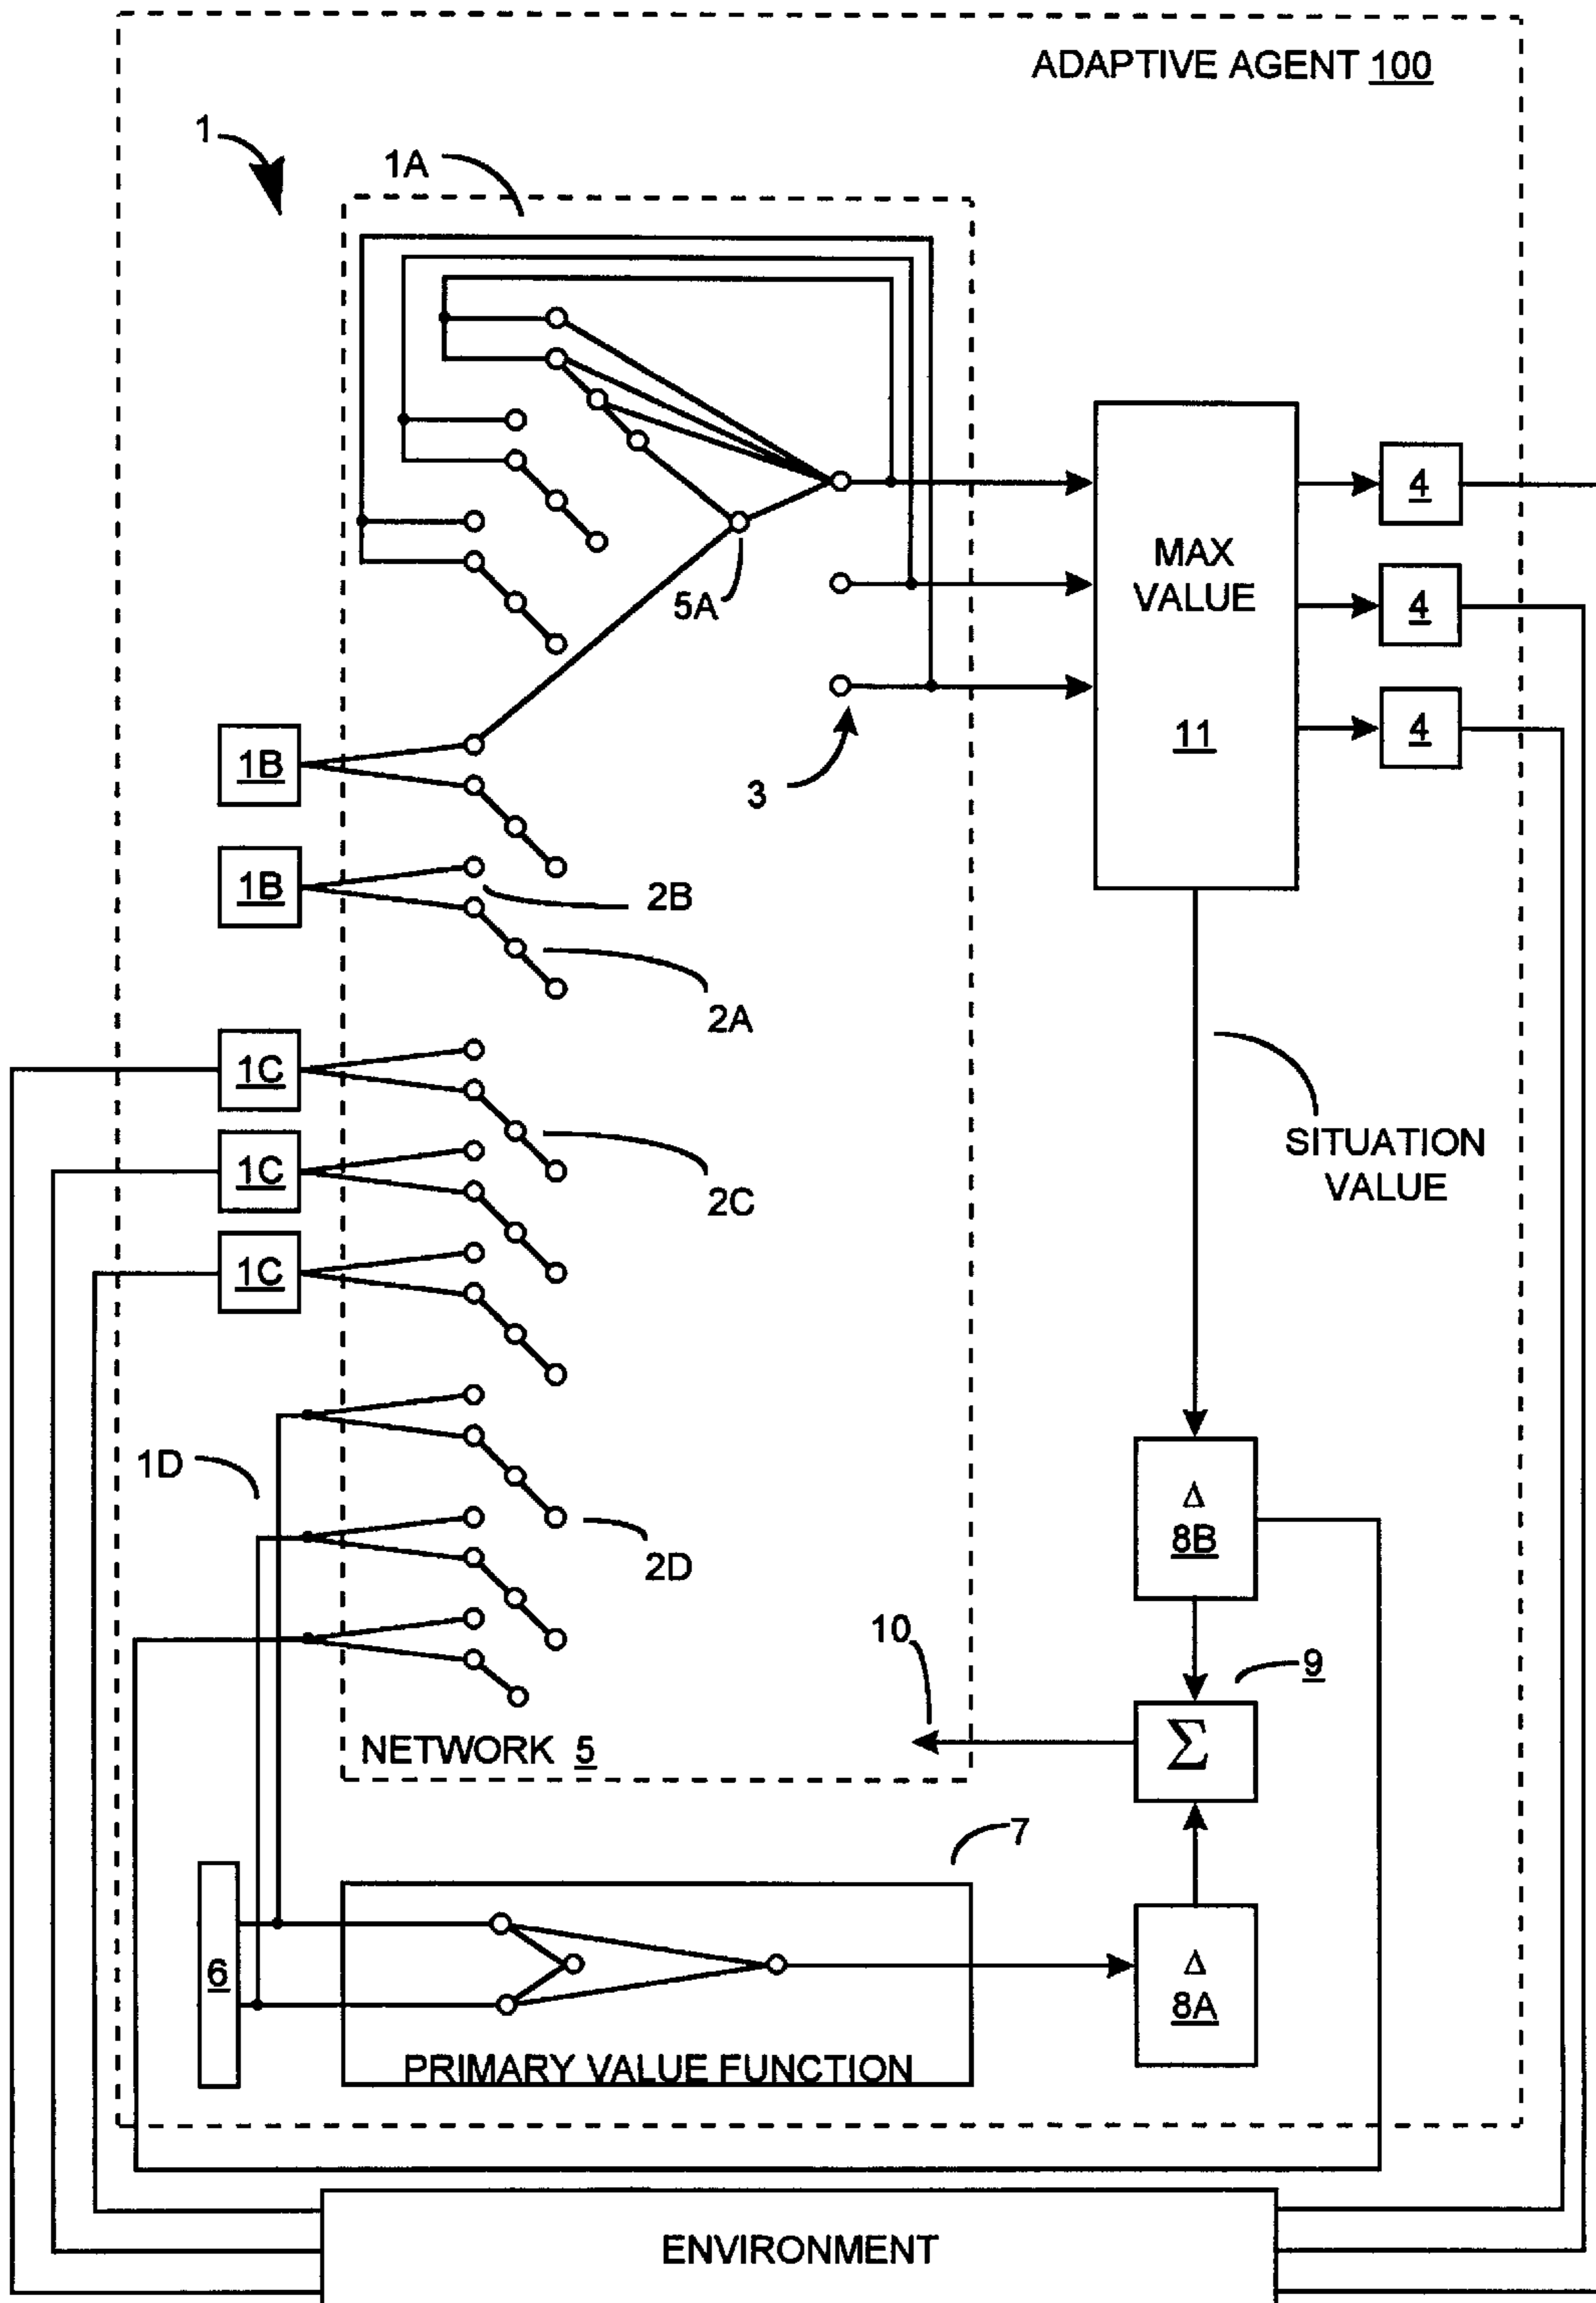 ADAPTIVE AGENT 100
1
1A
5A
MAX
VALUE
11
4
4
4
3
1B
1B
2B
2A
1C
1C
1C
2C
SITUATION
VALUE
1D
2D
Δ
8B
10
9
Σ
NETWORK 5
7
6
Δ
8A
PRIMARY VALUE FUNCTION
ENVIRONMENT